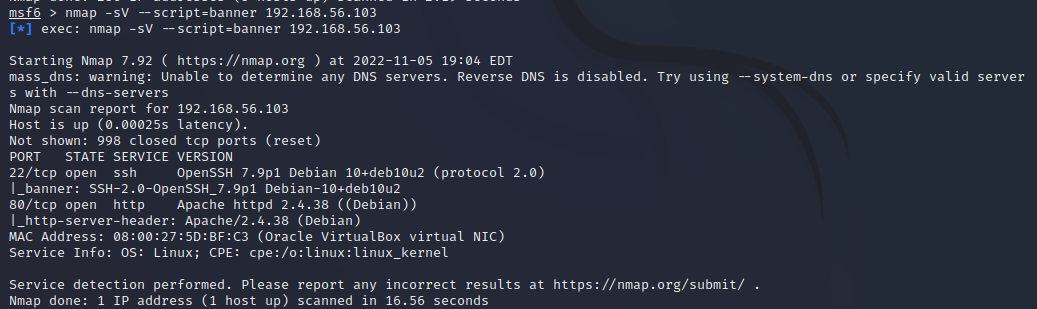 msf6 > nmap -sV --script=banner 192.168.56.103
[*] exec: nmap -sV --script=banner 192.168.56.103
Starting Nmap 7.92 ( https://nmap.org ) at 2022-11-05 19:04 EDT
mass_dns: warning: Unable to determine any DNS servers. Reverse DNS is disabled. Try using --system-dns or specify valid server
s with --dns-servers
Nmap scan report for 192.168.56.103
Host is up (0.00025s latency).
Not shown: 998 closed tcp ports (reset)
PORT   STATE SERVICE VERSION
22/tcp open  ssh     OpenSSH 7.9p1 Debian 10+deb10u2 (protocol 2.0)
|_banner: SSH-2.0-OpenSSH_7.9p1 Debian-10+deb10u2
80/tcp open  http    Apache httpd 2.4.38 ((Debian))
|_http-server-header: Apache/2.4.38 (Debian)
MAC Address: 08:00:27:5D:BF:C3 (Oracle VirtualBox virtual NIC)
Service Info: OS: Linux; CPE: cpe:/o:linux:linux_kernel
Service detection performed. Please report any incorrect results at https://nmap.org/submit/ .
Nmap done: 1 IP address (1 host up) scanned in 16.56 seconds